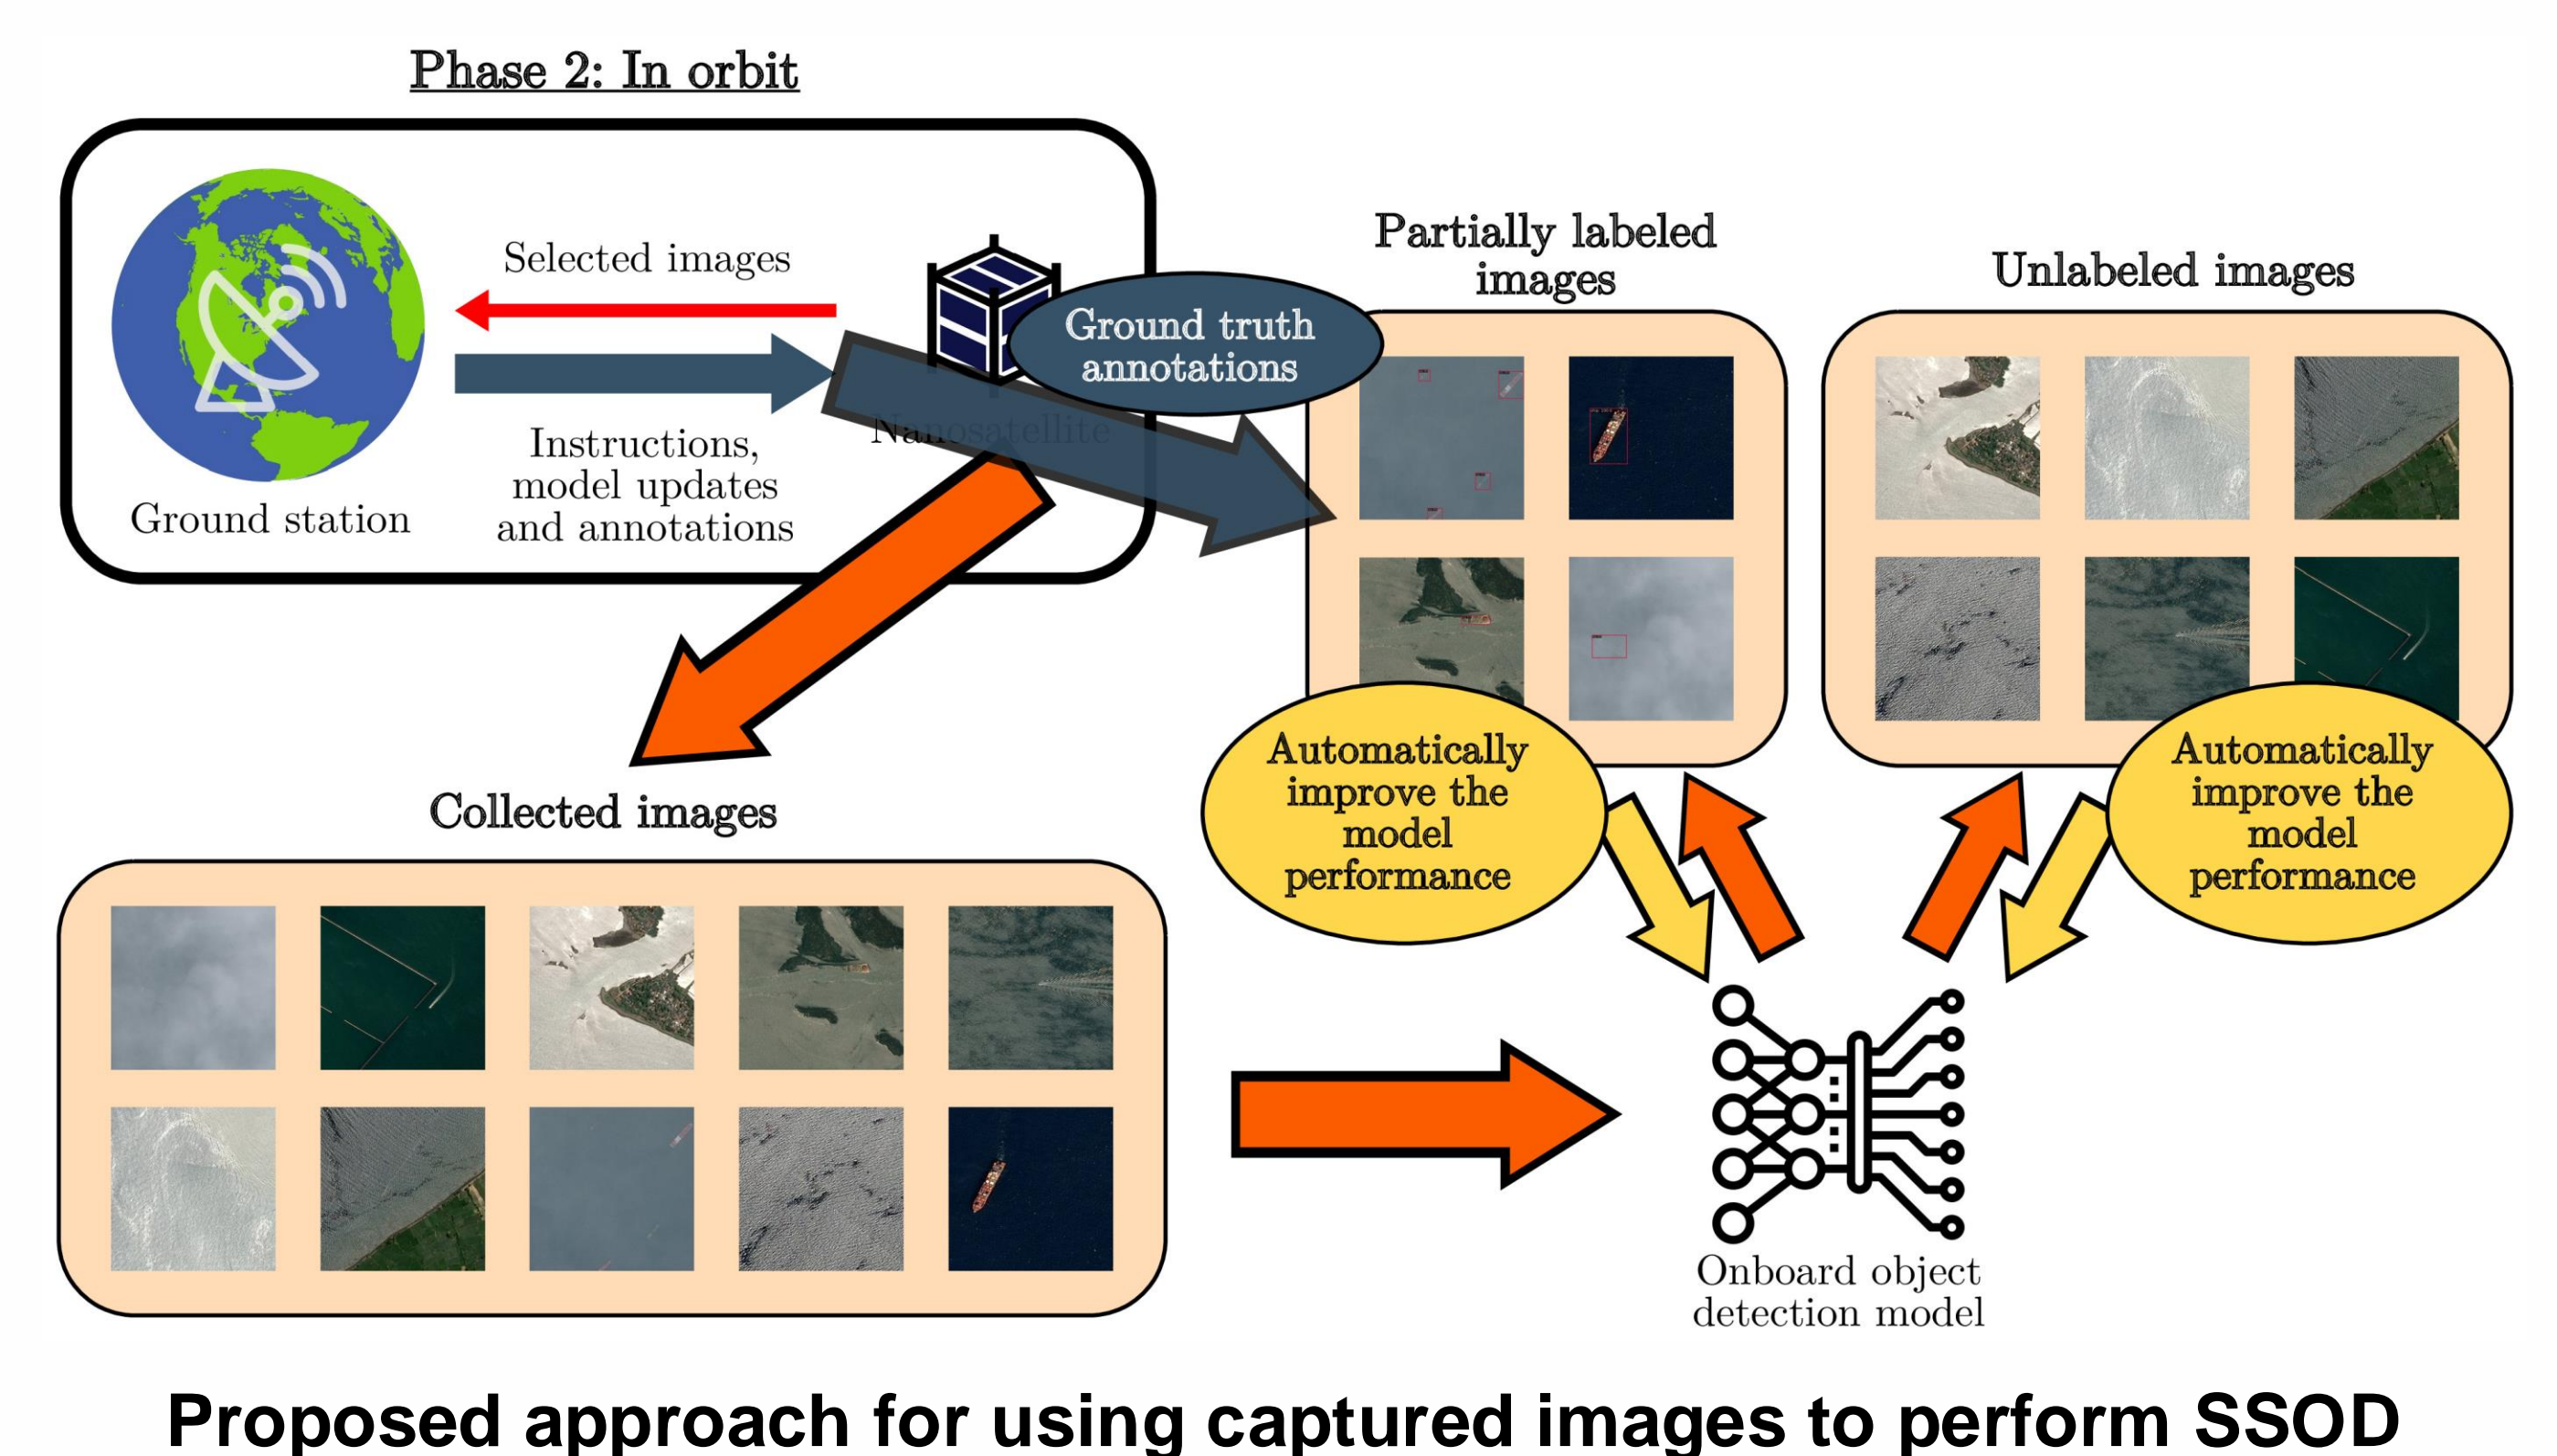 Phase 2: In orbit
Selected images
Instructions,
model updates
and annotations
Ground station
Nanosatellite
Ground truth
annotations
Partially labeled
images
Unlabeled images
Automatically
improve the
model
performance
Automatically
improve the
model
performance
Collected images
Onboard object
detection model
Proposed approach for using captured images to perform SSOD